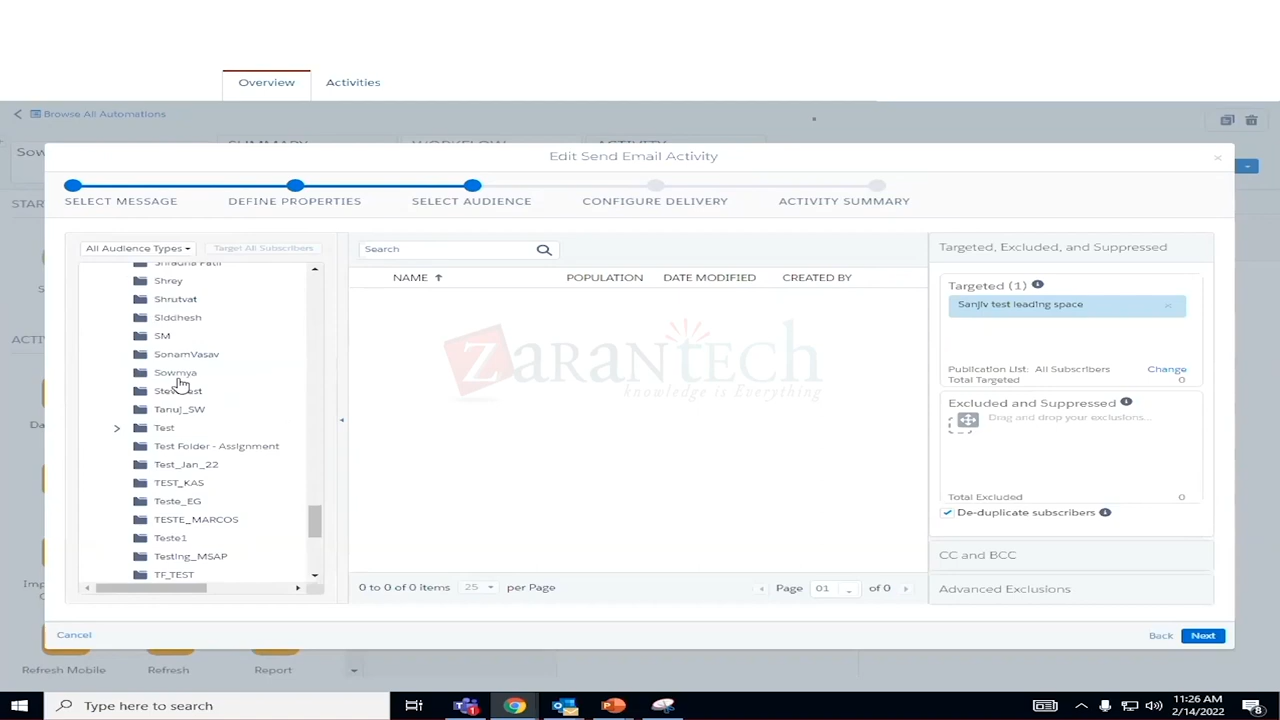 Overview
Activities
Browse All Automations
Edit Send Email Activity
SELECT MESSAGE
DEFINE PROPERTIES
SELECT AUDIENCE
CONFIGURE DELIVERY
ACTIVITY SUMMARY
All Audience Types
Target All Subscribers
Search
NAME
POPULATION
DATE MODIFIED
CREATED BY
Shrey
Shrutvat
Siddhesh
SM
SonamVasav
Sowmya
Tanuj_SW
Test
Test Folder - Assignment
Test_Jan_22
TEST_KAS
Teste_EG
TESTE_MARCOS
Teste1
Testing_MSAP
TF_TEST
zaranTech
knowledge is Everything
0 to 0 of 0 items
25
per Page
Page
01
of 0
Targeted, Excluded, and Suppressed
Targeted (1)
Sanjiv test leading space
Publication List: All Subscribers
Change
Total Targeted
0
Excluded and Suppressed
Drag and drop your exclusions...
Total Excluded
0
De-duplicate subscribers
CC and BCC
Advanced Exclusions
Cancel
Back
Next
Refresh Mobile
Refresh
Report
Type here to search
11:26 AM
2/14/2022